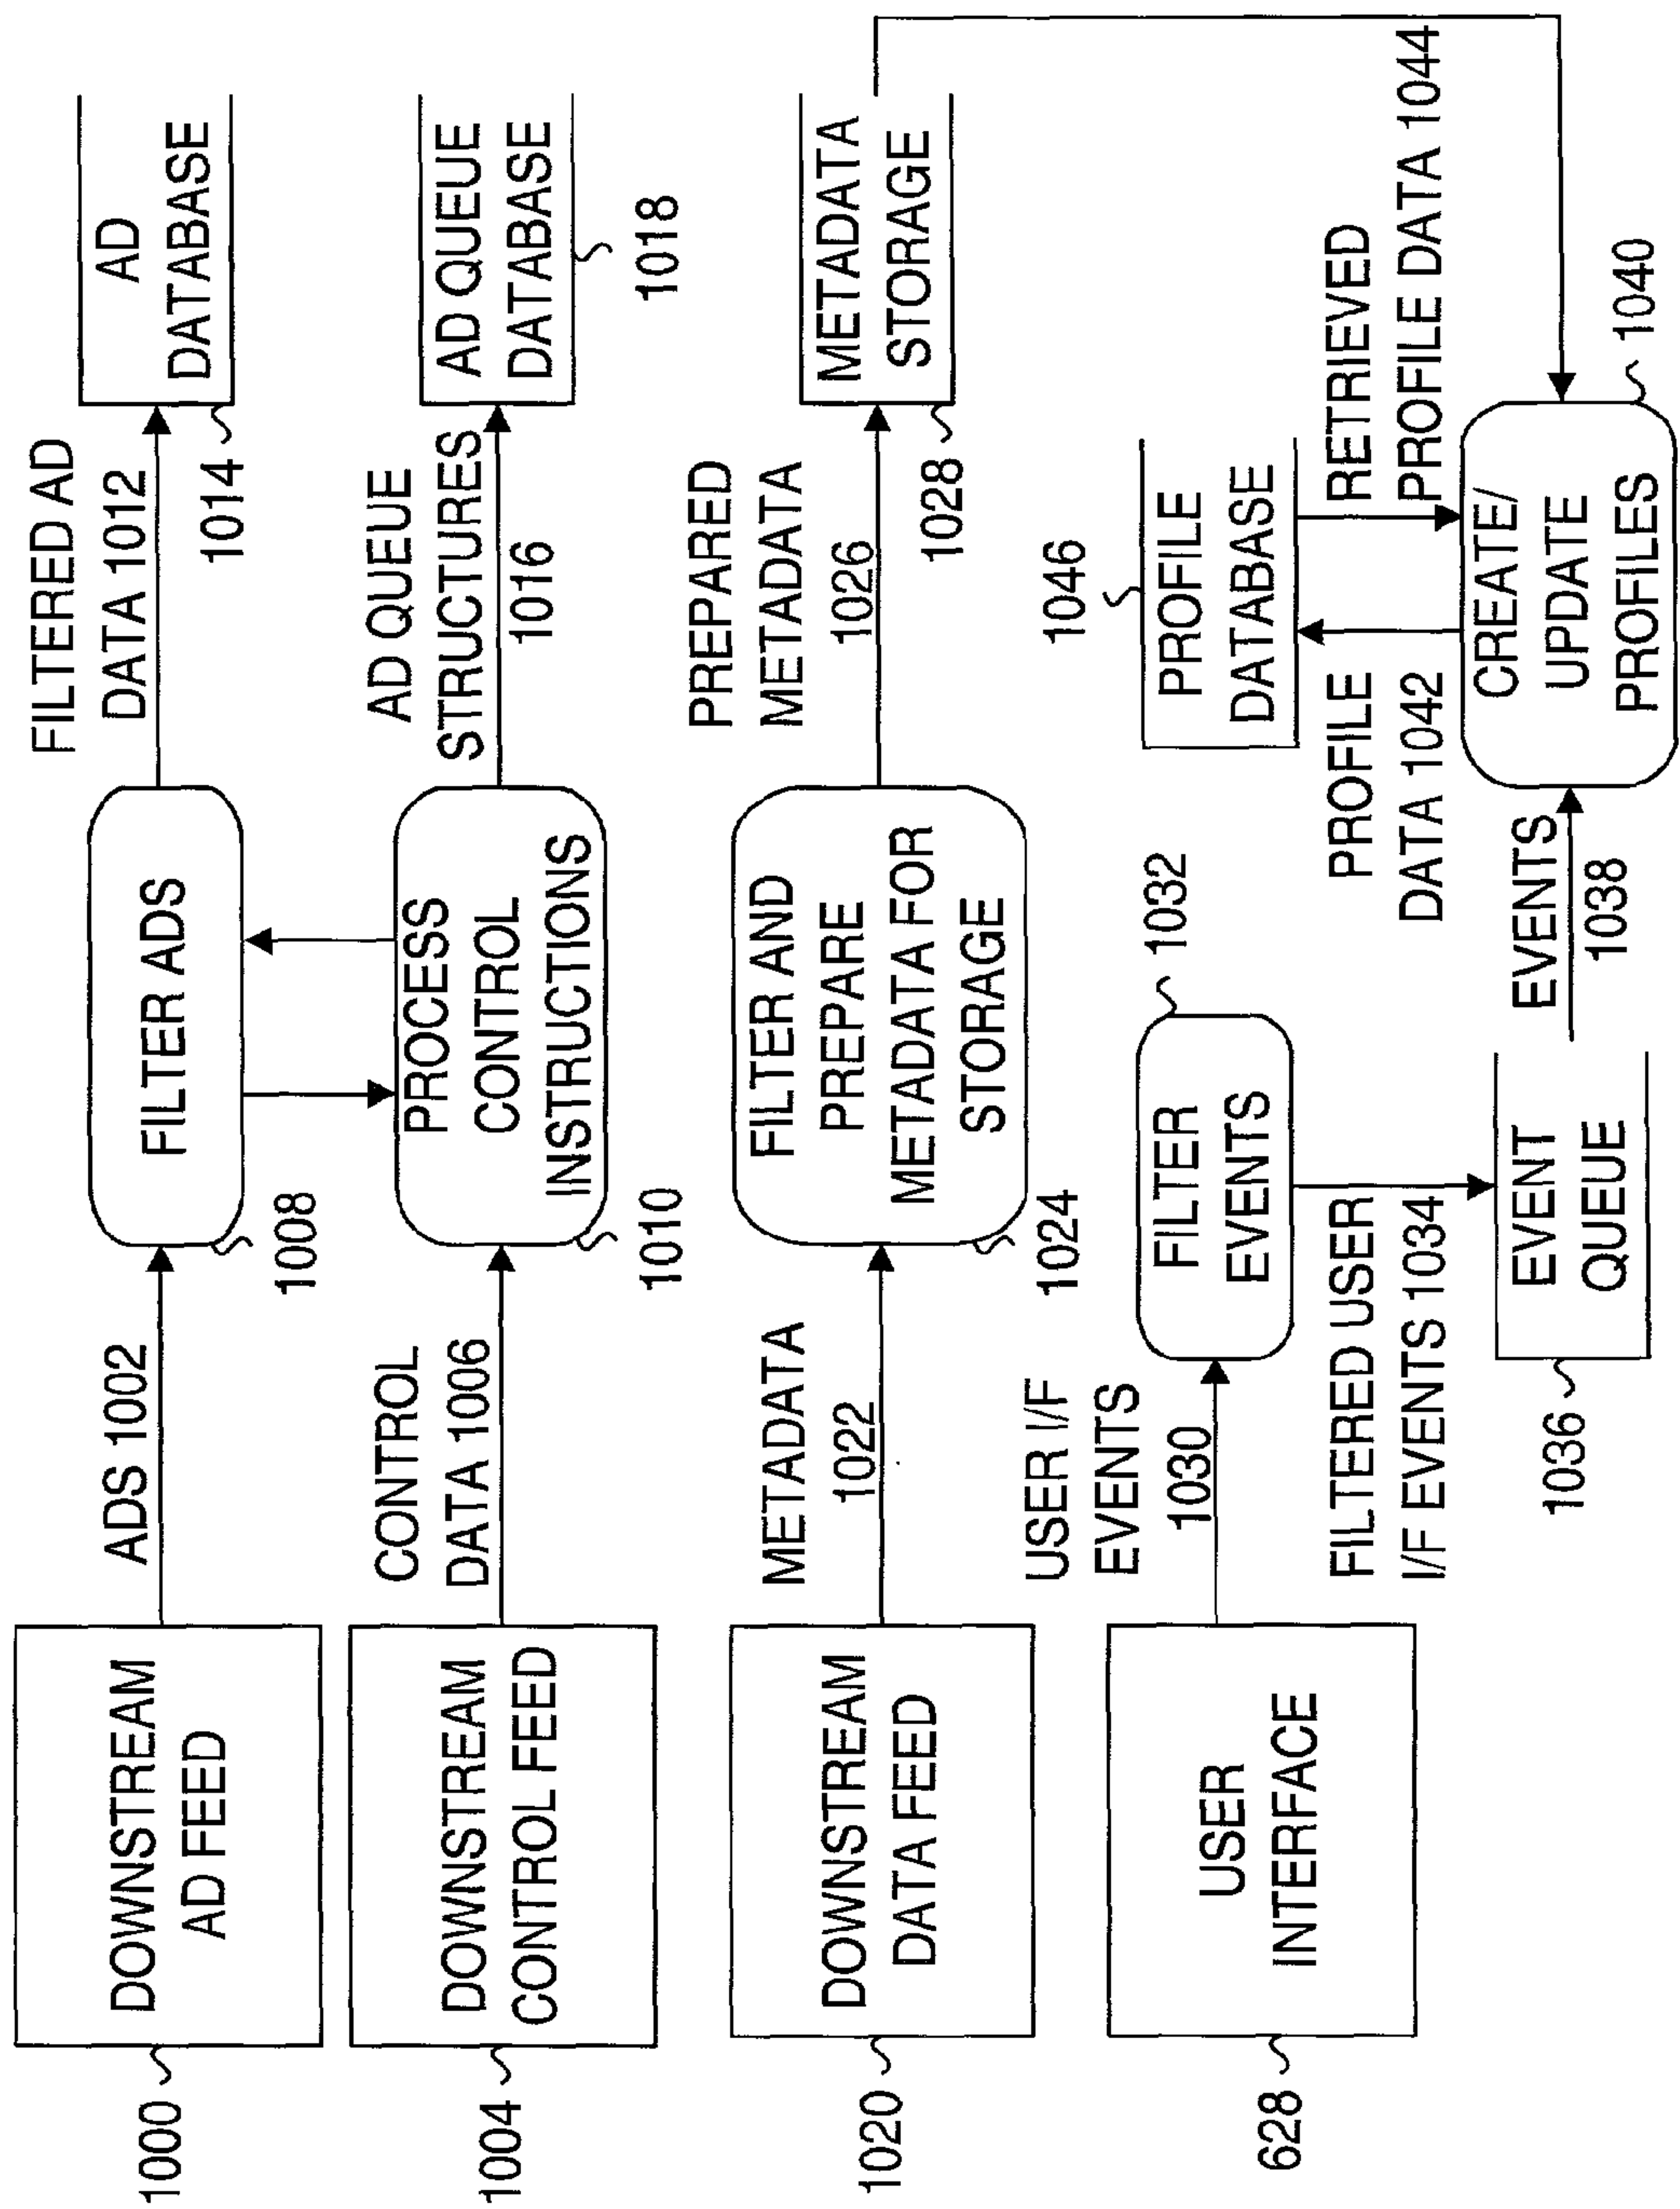 1000
DOWNSTREAM
AD FEED
ADS 1002
1008
FILTER ADS
FILTERED AD
DATA 1012
1014
AD
DATABASE
1004
DOWNSTREAM
CONTROL FEED
CONTROL
DATA 1006
1010
PROCESS
CONTROL
INSTRUCTIONS
AD QUEUE
STRUCTURES
1016
AD QUEUE
DATABASE
1018
1020
DOWNSTREAM
DATA FEED
METADATA
1022
1024
FILTER AND
PREPARE
METADATA FOR
STORAGE
PREPARED
METADATA
1026
1028
METADATA
STORAGE
628
USER
INTERFACE
USER I/F
EVENTS
1030
FILTER
EVENTS
1032
FILTERED USER
I/F EVENTS 1034
1036
EVENT
QUEUE
EVENTS
1038
1046
PROFILE
DATABASE
PROFILE
DATA 1042
RETRIEVED
PROFILE DATA 1044
CREATE/
UPDATE
PROFILES
1040